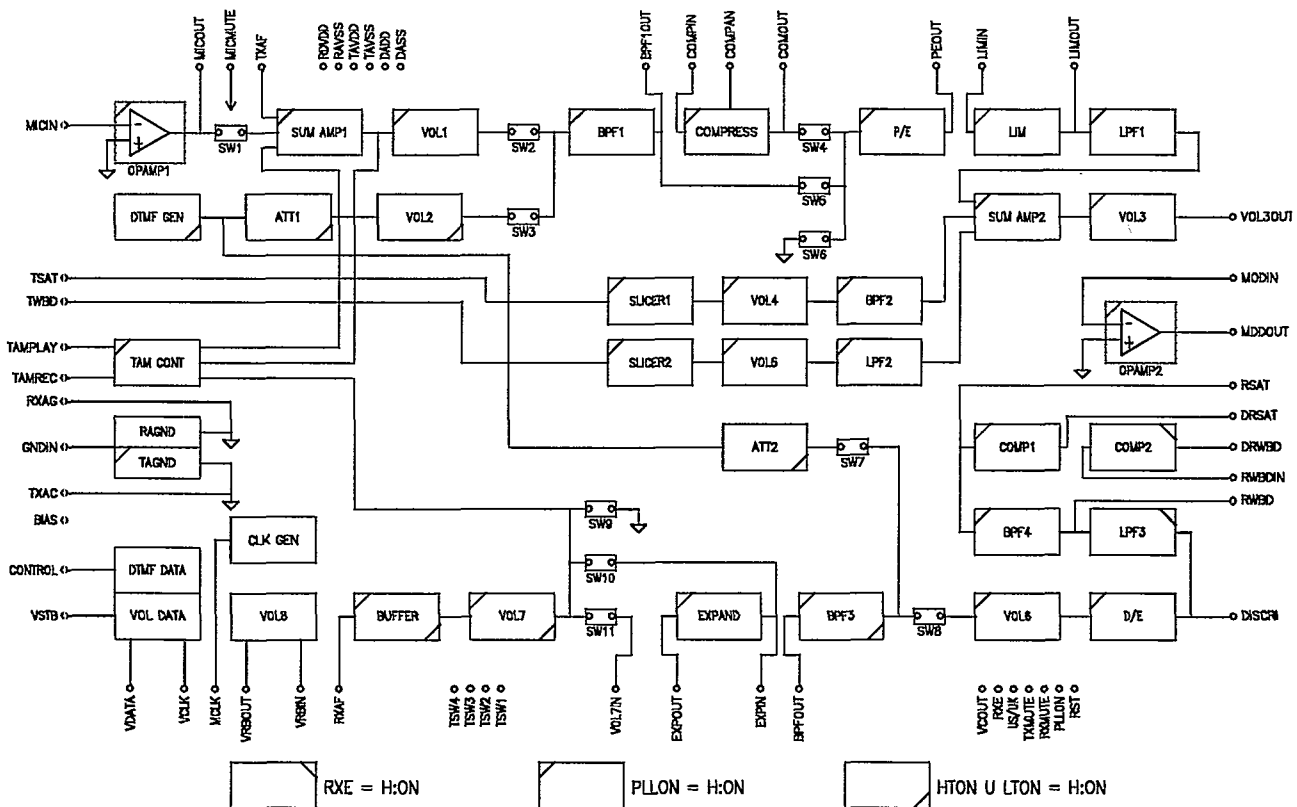 MICOUT
MICMUTE
TXAF
RDVDD
RAVSS
TAVDD
TAVSS
DADD
DASS
BPF1OUT
COMPIN
COMPAN
COMOUT
PEOUT
LIMIN
LIMOUT
MICIN
OPAMP1
SW1
SUM AMP1
VOL1
SW2
BPF1
COMPRESS
SW4
P/E
LIM
LPF1
DTMF GEN
ATT1
VOL2
SW3
SW5
SW6
SUM AMP2
VOL3
VOL3OUT
TSAT
TWBD
SLICER1
VOL4
BPF2
MODIN
MDDOUT
OPAMP2
TAMPLAY
TAMREC
TAM CONT
SLICER2
VOL5
LPF2
RXAG
RAGND
GNDIN
TAGND
TXAC
BIAS
ATT2
SW7
RSAT
DRSAT
COMP1
COMP2
DRWBD
RWBDIN
RWBD
CLK GEN
SW9
BPF4
LPF3
CONTROL
DTMF DATA
SW10
VSTB
VOL DATA
VOL8
BUFFER
VOL7
SW11
EXPAND
BPF3
SW8
VOL6
D/E
DISCRI
VDATA
VCLK
MCLK
VRBOUT
VRBIN
RXAF
TSW4
TSW3
TSW2
TSW1
VOL7IN
EXPOUT
EXPIN
BPFOUT
VCOUT
RXE
US/UK
TXMUTE
RXMUTE
PLLON
RST
RXE = H:ON
PLLON = H:ON
HTON U LTON = H:ON